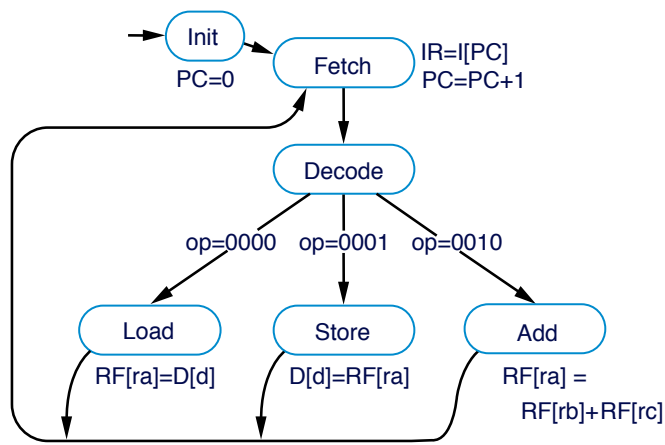 Init
PC=0
Fetch
IR=I[PC]
PC=PC+1
Decode
op=0000
op=0001
op=0010
Load
RF[ra]=D[d]
Store
D[d]=RF[ra]
Add
RF[ra] =
RF[rb]+RF[rc]